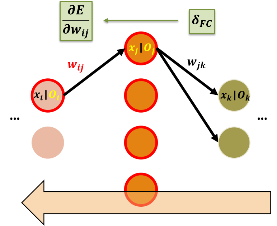 ∂E
∂w_ij
δ_FC
x_j|O_j
w_ij
w_jk
x_i|O_i
x_k|O_k
...
...